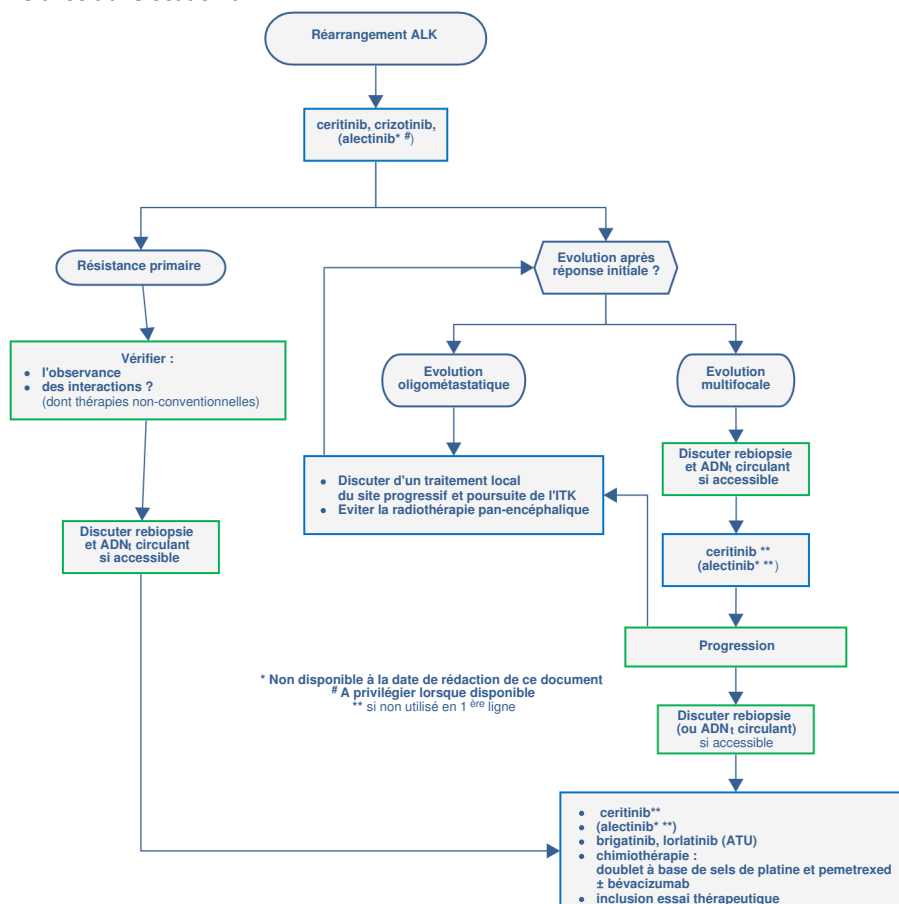 Réarrangement ALK
ceritinib, crizotinib,
(alectinib* #)
Résistance primaire
Evolution après
réponse initiale ?
Vérifier :
• l'observance
• des interactions ?
(dont thérapies non-conventionnelles)
Evolution
oligométastatique
Evolution
multifocale
• Discuter d'un traitement local
du site progressif et poursuite de l'ITK
• Eviter la radiothérapie pan-encéphalique
Discuter rebiopsie
et ADNt circulant
si accessible
Discuter rebiopsie
et ADNt circulant
si accessible
ceritinib **
(alectinib* **)
Progression
* Non disponible à la date de rédaction de ce document
# A privilégier lorsque disponible
** si non utilisé en 1 ère ligne
Discuter rebiopsie
(ou ADNt circulant)
si accessible
• ceritinib**
• (alectinib* **)
• brigatinib, lorlatinib (ATU)
• chimiothérapie :
doublet à base de sels de platine et pemetrexed
± bévacizumab
• inclusion essai thérapeutique